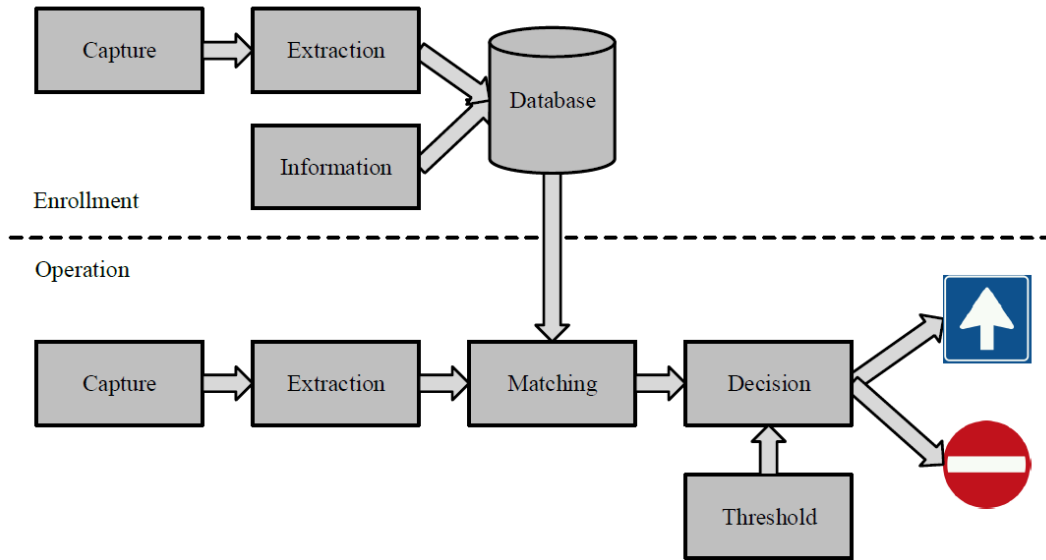 Capture
Extraction
Database
Information
Enrollment
Operation
Capture
Extraction
Matching
Decision
Threshold